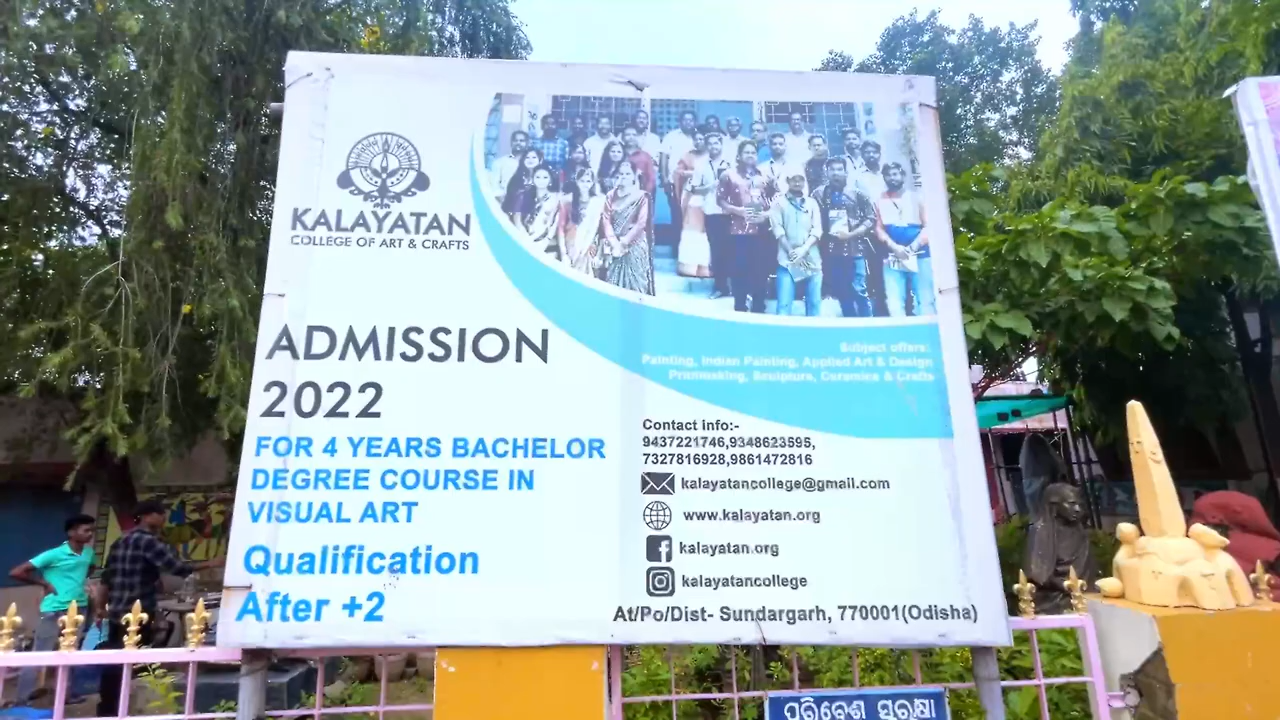 KALAYATAN
COLLEGE OF ART & CRAFTS
ADMISSION
2022
FOR 4 YEARS BACHELOR
DEGREE COURSE IN
VISUAL ART
Qualification
After +2
Subject offers:
Painting, Indian Painting, Applied Art & Design
Printmaking, Sculpture, Ceramics & Crafts
Contact info:-
9437221746,9348623595,
7327816928,9861472816
kalayatancollege@gmail.com
www.kalayatan.org
kalayatan.org
kalayatancollege
At/Po/Dist- Sundargarh, 770001(Odisha)
ପରିବେଶ ସୁରକ୍ଷା